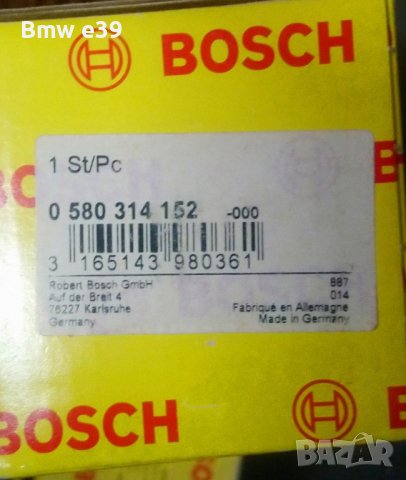 Bmw e39
BOSCH
1 St/Pc
0 580 314 152 -000
3 165143 980361
Robert Bosch GmbH
Auf der Breit 4
76227 Karlsruhe
Germany
887
014
Fabriqué en Allemagne
Made in Germany
BOSCH
BAZAR